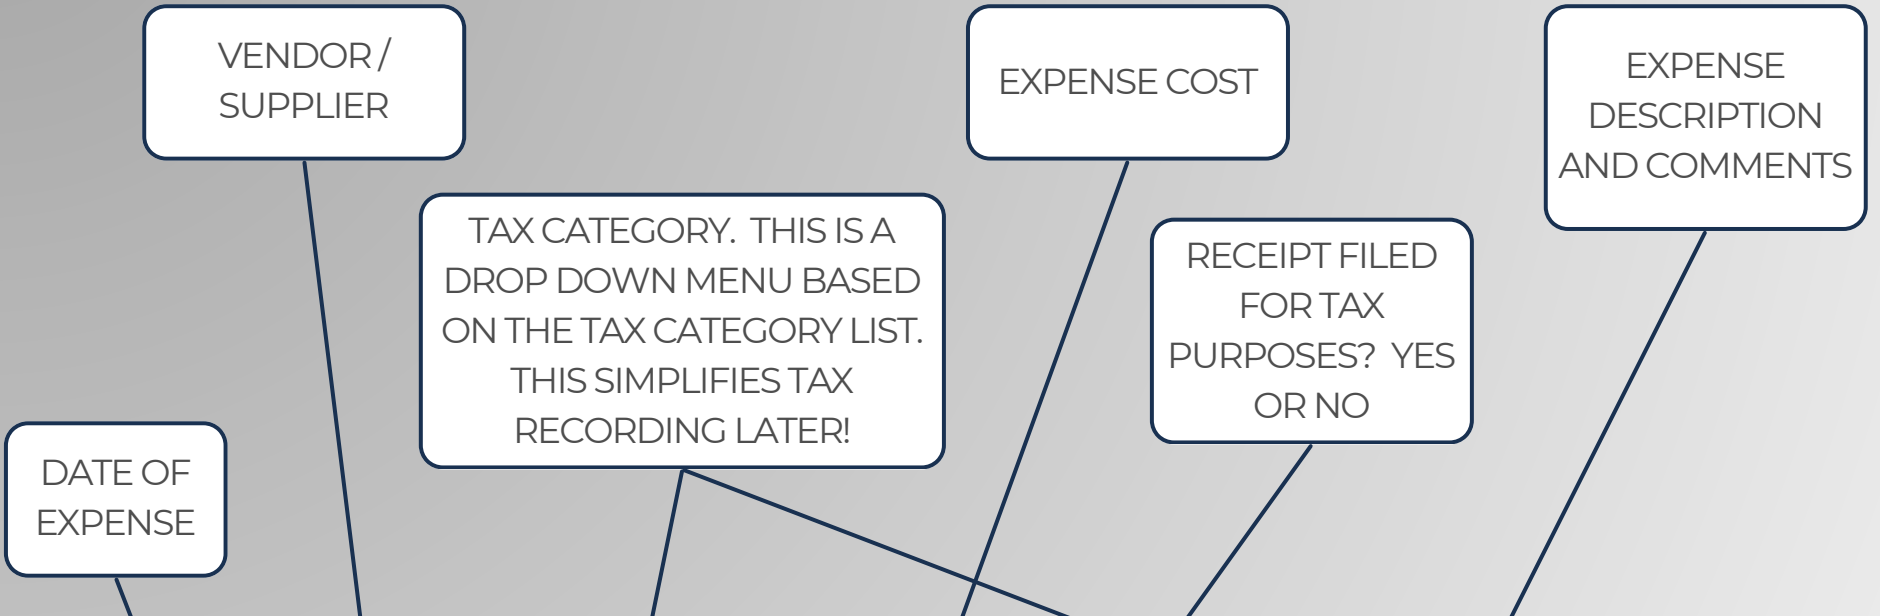 VENDOR /
SUPPLIER
EXPENSE COST
EXPENSE
DESCRIPTION
AND COMMENTS
TAX CATEGORY.  THIS IS A
DROP DOWN MENU BASED
ON THE TAX CATEGORY LIST.
THIS SIMPLIFIES TAX
RECORDING LATER!
RECEIPT FILED
FOR TAX
PURPOSES?  YES
OR NO
DATE OF
EXPENSE